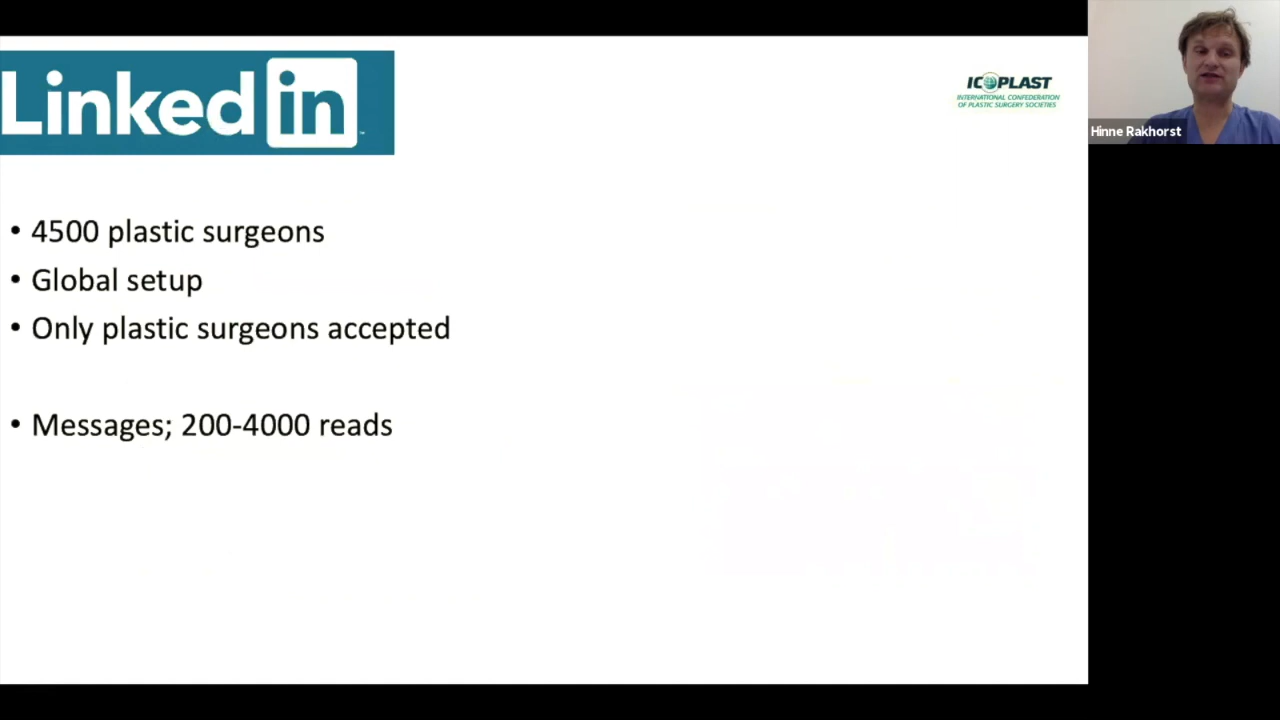 Linked in
ICOPLAST
INTERNATIONAL CONFEDERATION
OF PLASTIC SURGERY SOCIETIES
Hinne Rakhorst
• 4500 plastic surgeons
• Global setup
• Only plastic surgeons accepted
• Messages; 200-4000 reads